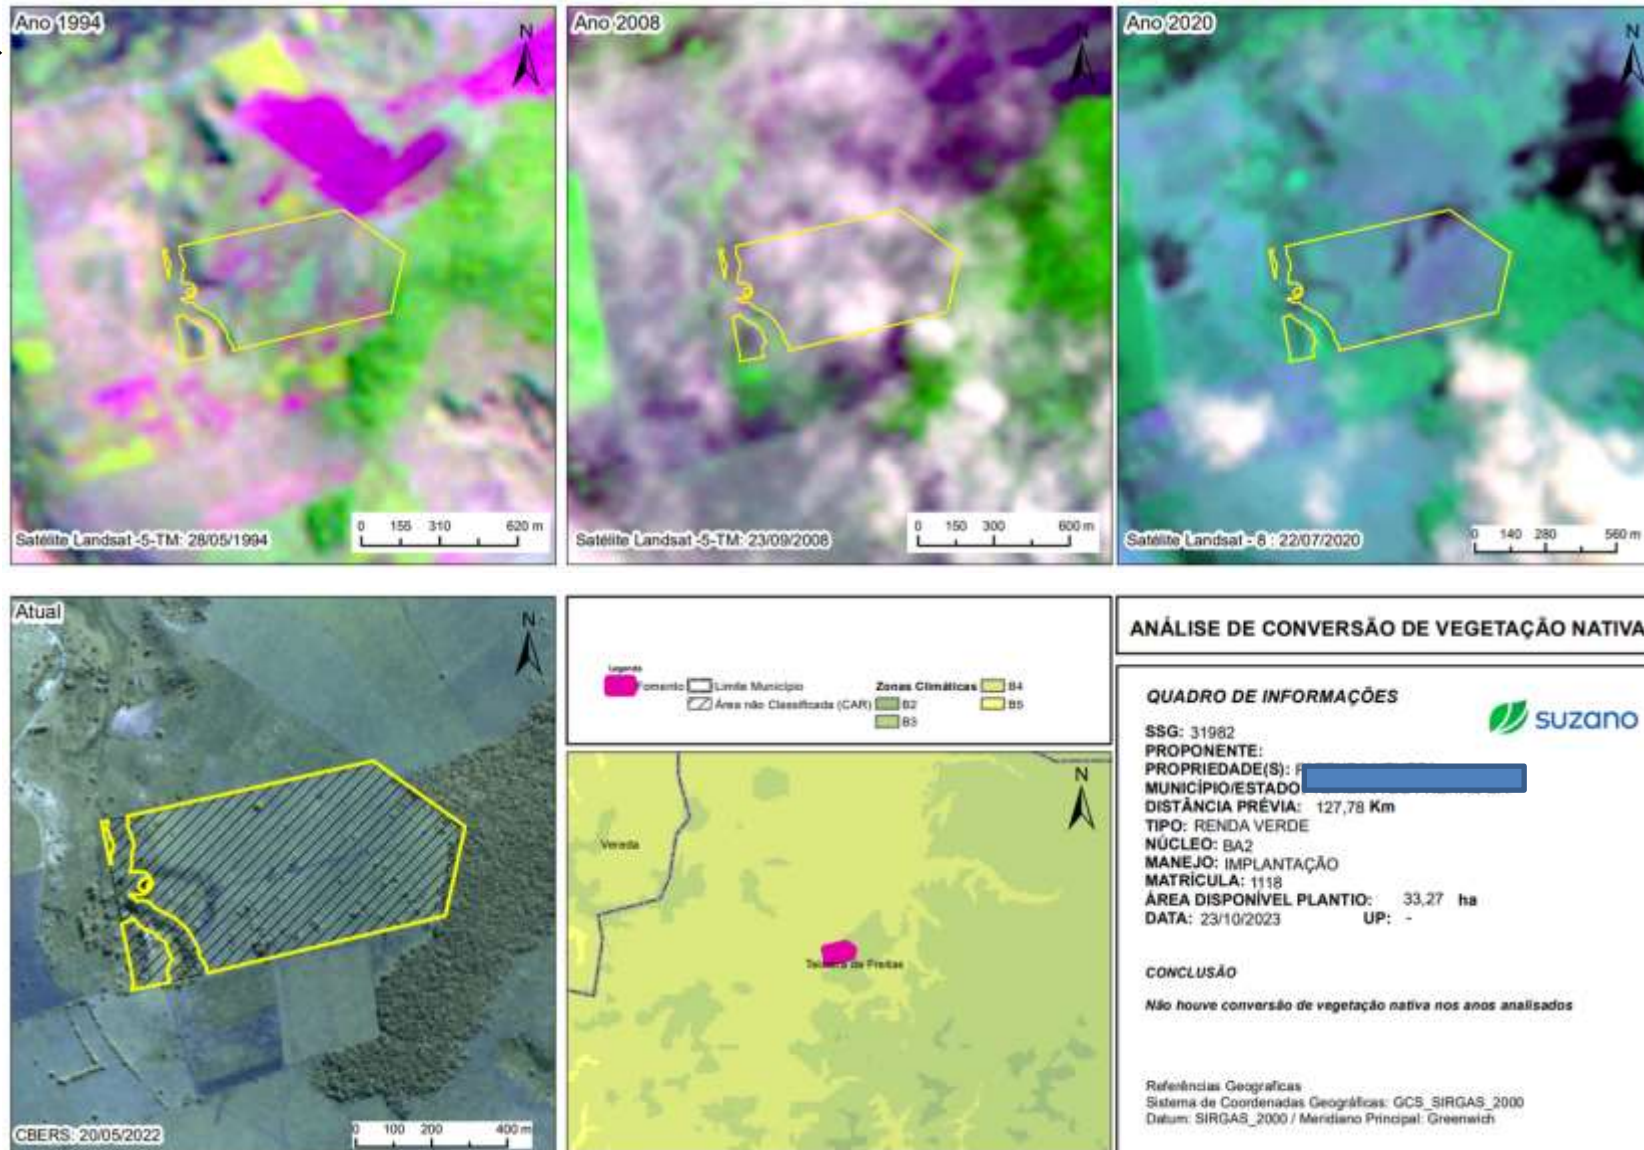 Ano 1994
N
Satélite Landsat -5-TM: 28/05/1994
0 155 310 620 m
Ano 2008
N
Satélite Landsat -5-TM: 23/09/2008
0 150 300 600 m
Ano 2020
N
Satélite Landsat - 8 : 22/07/2020
0 140 280 560 m
Atual
N
CBERS: 20/05/2022
0 100 200 400 m
Legenda
Fomento
Limite Município
Área não Classificada (CAR)
Zonas Climáticas
B2
B3
B4
B5
N
Vereda
Teixeira de Freitas
ANÁLISE DE CONVERSÃO DE VEGETAÇÃO NATIVA
QUADRO DE INFORMAÇÕES
suzano
SSG: 31982
PROPONENTE:
PROPRIEDADE(S):
MUNICÍPIO/ESTADO
DISTÂNCIA PRÉVIA: 127,78 Km
TIPO: RENDA VERDE
NÚCLEO: BA2
MANEJO: IMPLANTAÇÃO
MATRÍCULA: 1118
ÁREA DISPONÍVEL PLANTIO: 33,27 ha
DATA: 23/10/2023 UP: -
CONCLUSÃO
Não houve conversão de vegetação nativa nos anos analisados
Referências Geograficas
Sistema de Coordenadas Geográficas: GCS_SIRGAS_2000
Datum: SIRGAS_2000 / Meridiano Principal: Greenwich